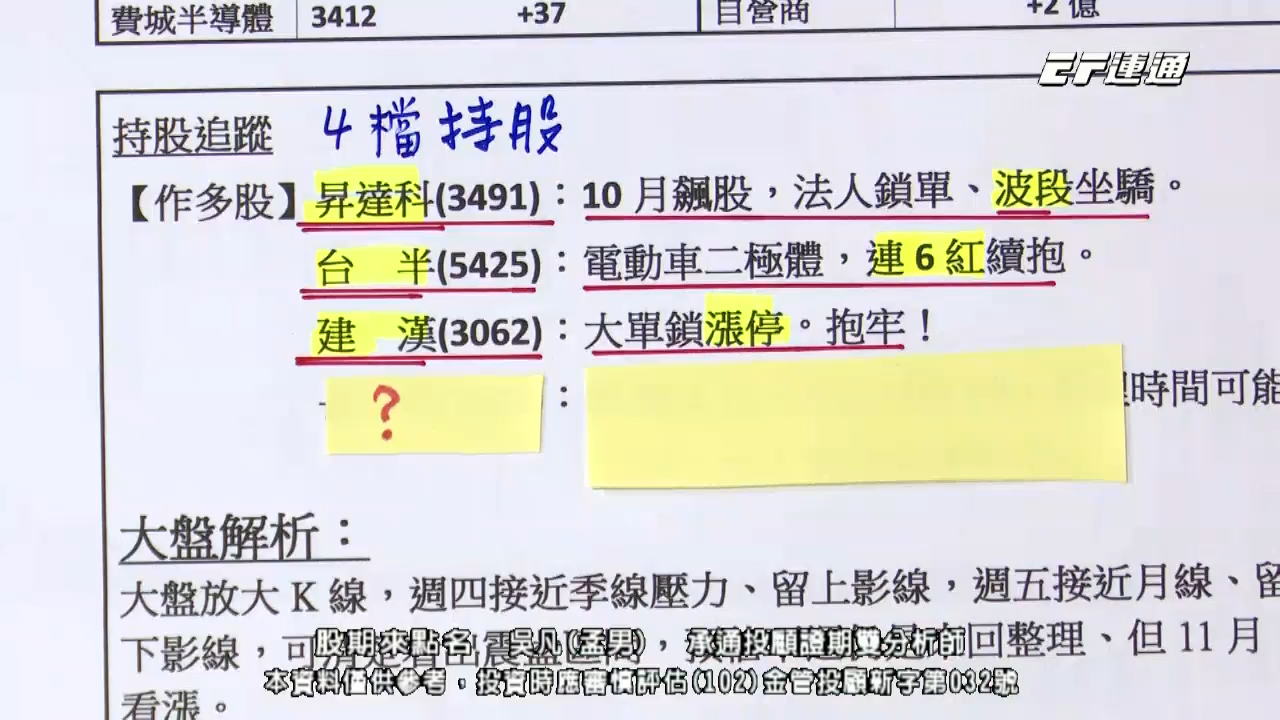 費城半導體 3412 +37 自營商 +2 億
EF運通
持股追蹤 4檔持股
【作多股】昇達科(3491)：10 月飆股，法人鎖單、波段坐驕。
台 半(5425)：電動車二極體，連 6 紅續抱。
建 漢(3062)：大單鎖漲停。抱牢！
? ： 時間可能
大盤解析：
大盤放大 K 線，週四接近季線壓力、留上影線，週五接近月線、留
下影線，可 回整理、但 11 月
股期來點名 吳凡(孟男) 承通投顧證期雙分析師
本資料僅供參考，投資時應審慎評估(102)金管投顧新字第032號
看漲。